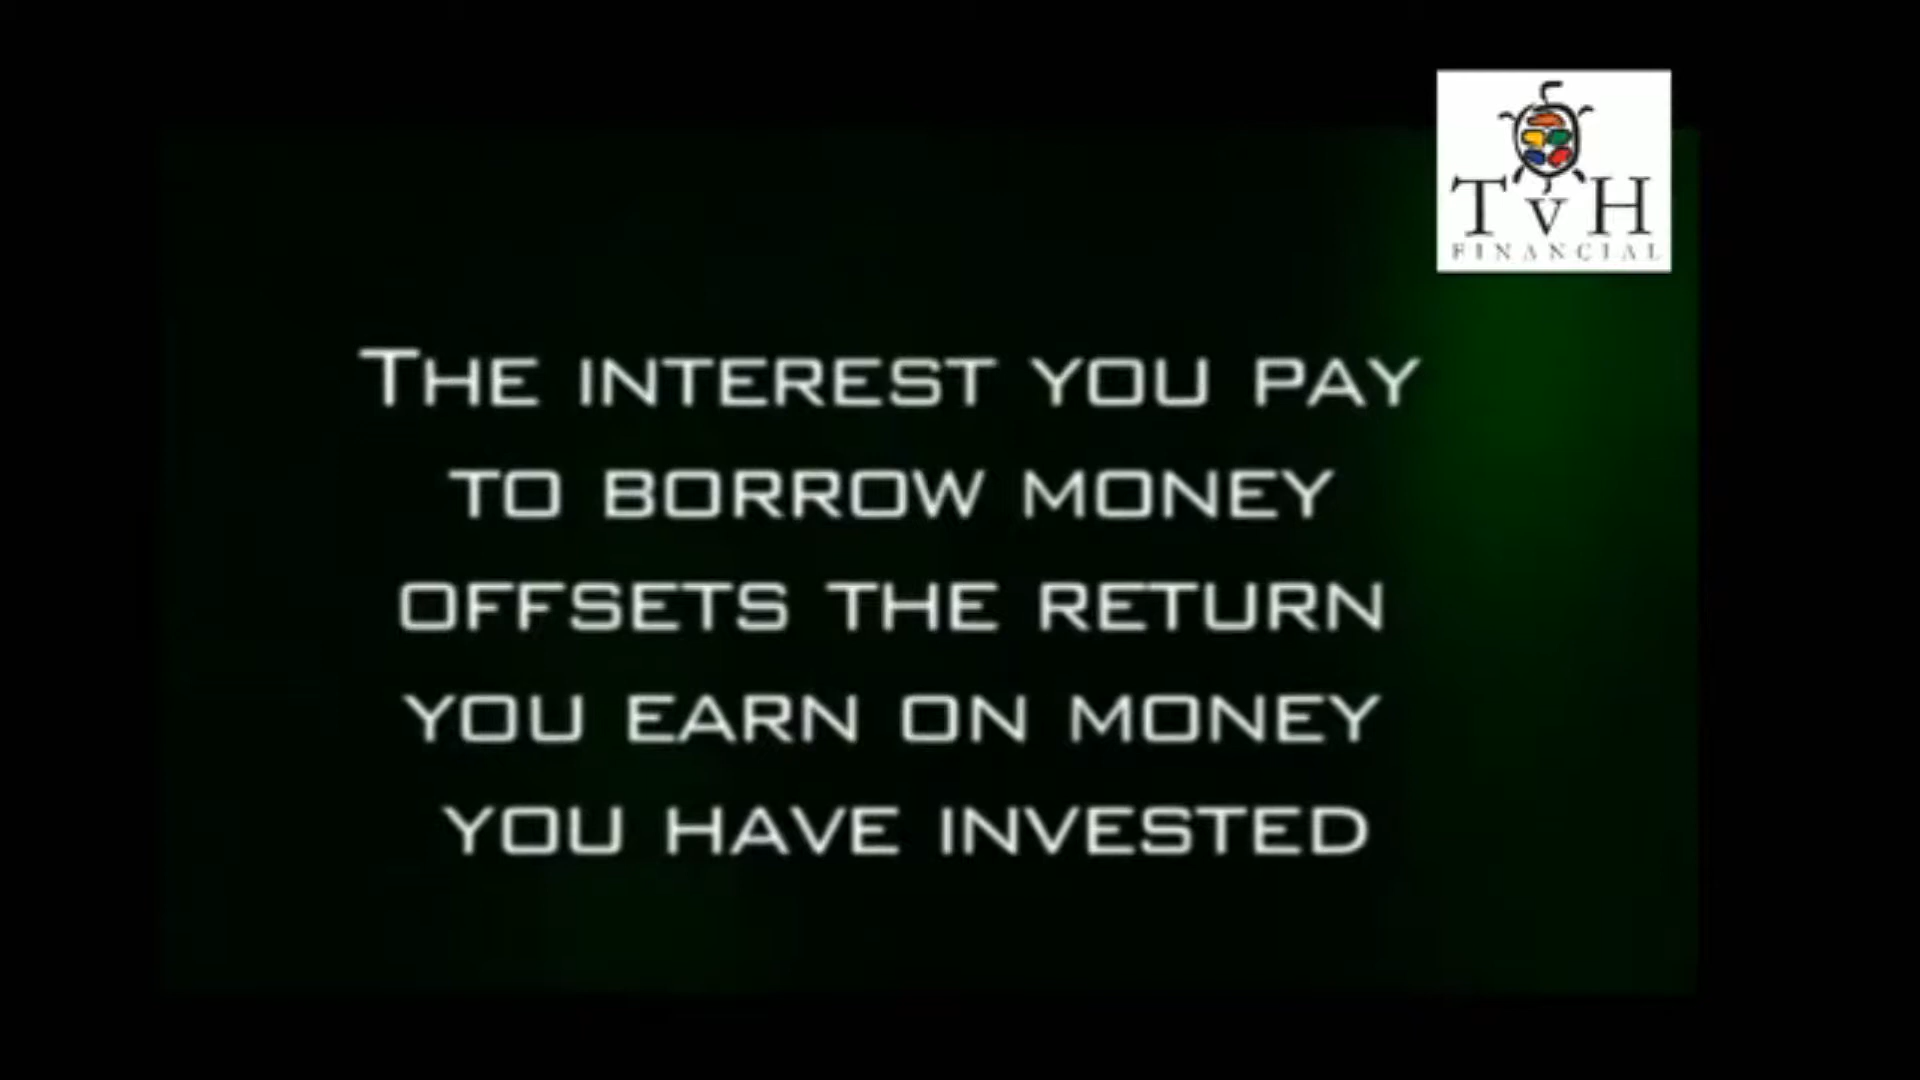 TvH
FINANCIAL
THE INTEREST YOU PAY
TO BORROW MONEY
OFFSETS THE RETURN
YOU EARN ON MONEY
YOU HAVE INVESTED